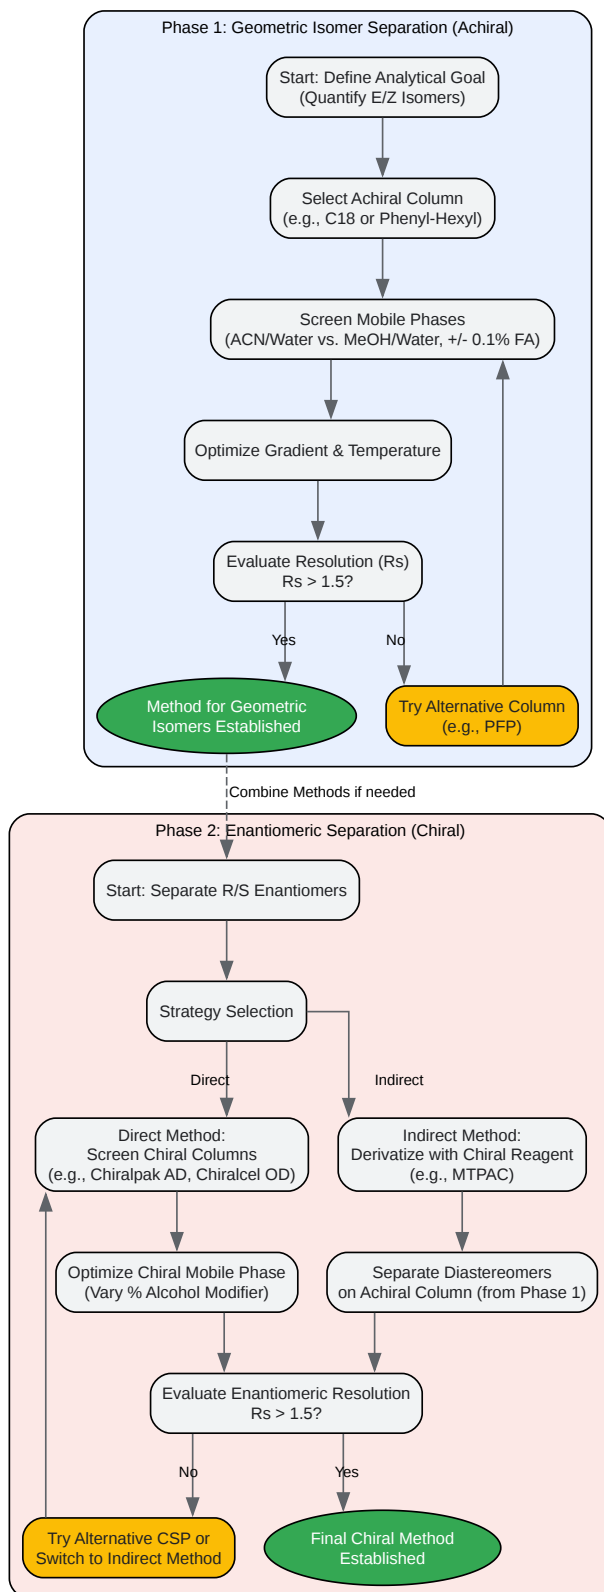 Phase 1: Geometric Isomer Separation (Achiral)
Start: Define Analytical Goal
(Quantify E/Z Isomers)
Select Achiral Column
(e.g., C18 or Phenyl-Hexyl)
Screen Mobile Phases
(ACN/Water vs. MeOH/Water, +/- 0.1% FA)
Optimize Gradient & Temperature
Evaluate Resolution (Rs)
Rs > 1.5?
Yes
No
Method for Geometric
Isomers Established
Try Alternative Column
(e.g., PFP)
Combine Methods if needed
Phase 2: Enantiomeric Separation (Chiral)
Start: Separate R/S Enantiomers
Strategy Selection
Direct
Indirect
Direct Method:
Screen Chiral Columns
(e.g., Chiralpak AD, Chiralcel OD)
Indirect Method:
Derivatize with Chiral Reagent
(e.g., MTPAC)
Optimize Chiral Mobile Phase
(Vary % Alcohol Modifier)
Separate Diastereomers
on Achiral Column (from Phase 1)
Evaluate Enantiomeric Resolution
Rs > 1.5?
No
Yes
Try Alternative CSP or
Switch to Indirect Method
Final Chiral Method
Established